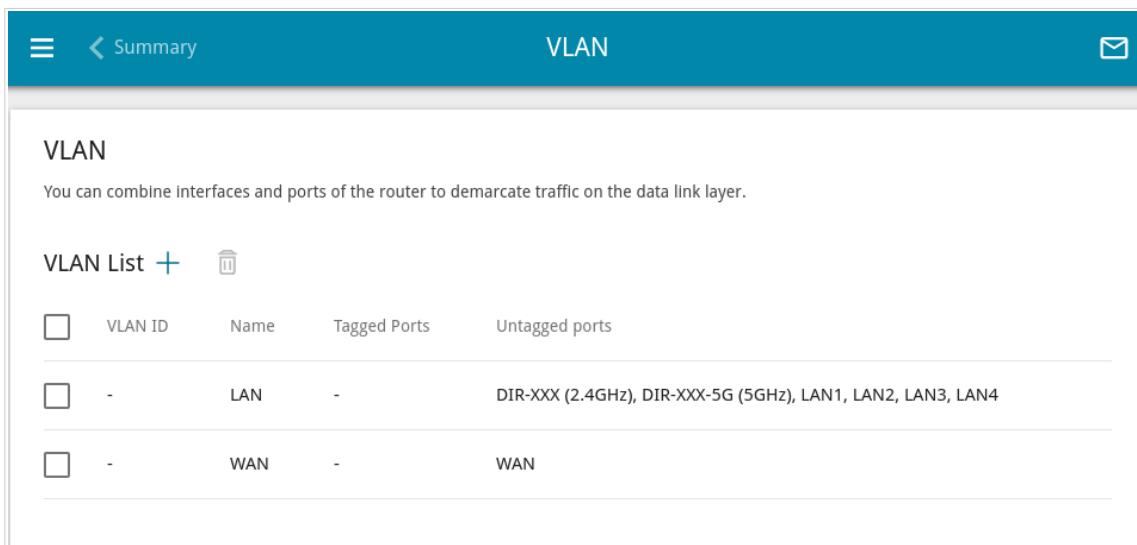 Summary VLAN
VLAN
You can combine interfaces and ports of the router to demarcate traffic on the data link layer.
VLAN List
VLAN ID Name Tagged Ports Untagged ports
- LAN - DIR-XXX (2.4GHz), DIR-XXX-5G (5GHz), LAN1, LAN2, LAN3, LAN4
- WAN - WAN